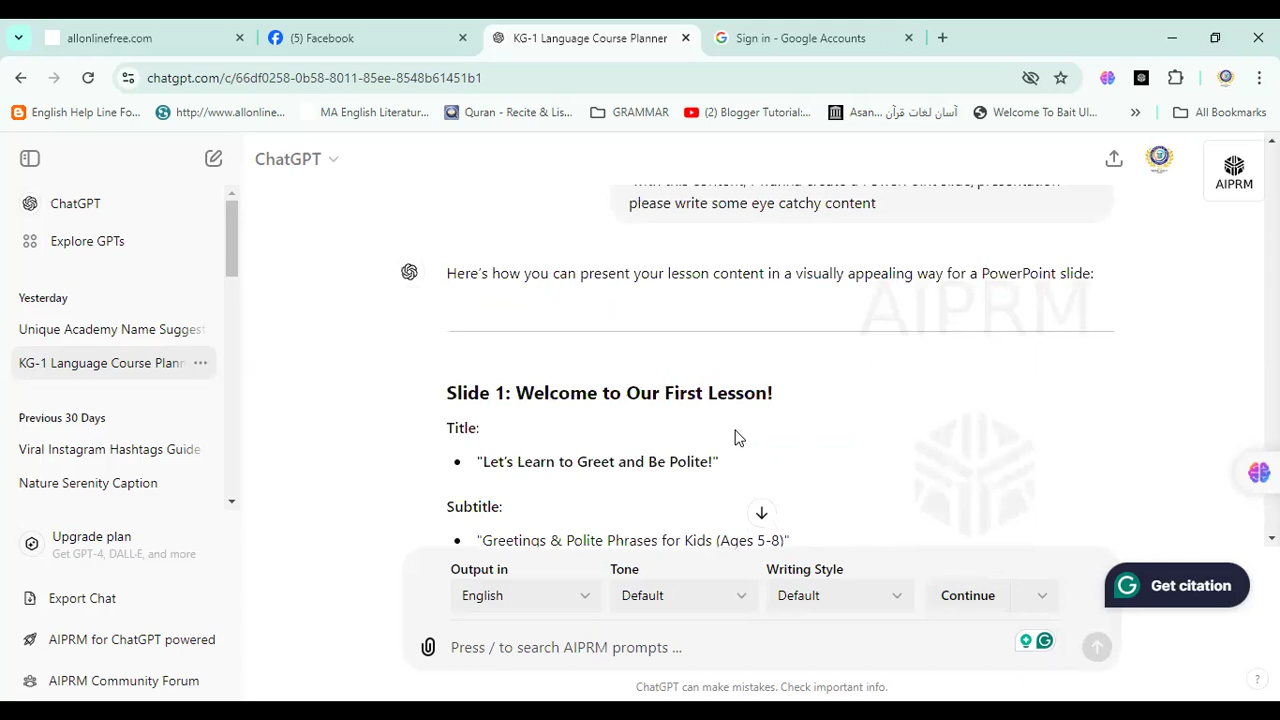 allonlinefree.com
(5) Facebook
KG-1 Language Course Planner
Sign in - Google Accounts
chatgpt.com/c/66df0258-0b58-8011-85ee-8548b61451b1
English Help Line Fo...
http://www.allonline...
MA English Literatur...
Quran - Recite & Lis...
GRAMMAR
(2) Blogger Tutorial:...
Asan... آسان لغات قرآن
Welcome To Bait Ul...
All Bookmarks
ChatGPT
AIPRM
ChatGPT
Explore GPTs
Yesterday
Unique Academy Name Suggest
KG-1 Language Course Plann
Previous 30 Days
Viral Instagram Hashtags Guide
Nature Serenity Caption
Upgrade plan
Get GPT-4, DALL·E, and more
Export Chat
AIPRM for ChatGPT powered
AIPRM Community Forum
please write some eye catchy content
Here's how you can present your lesson content in a visually appealing way for a PowerPoint slide:
AIPRM
Slide 1: Welcome to Our First Lesson!
Title:
"Let's Learn to Greet and Be Polite!"
Subtitle:
"Greetings & Polite Phrases for Kids (Ages 5-8)"
Output in
Tone
Writing Style
English
Default
Default
Continue
Get citation
Press / to search AIPRM prompts ...
ChatGPT can make mistakes. Check important info.
?